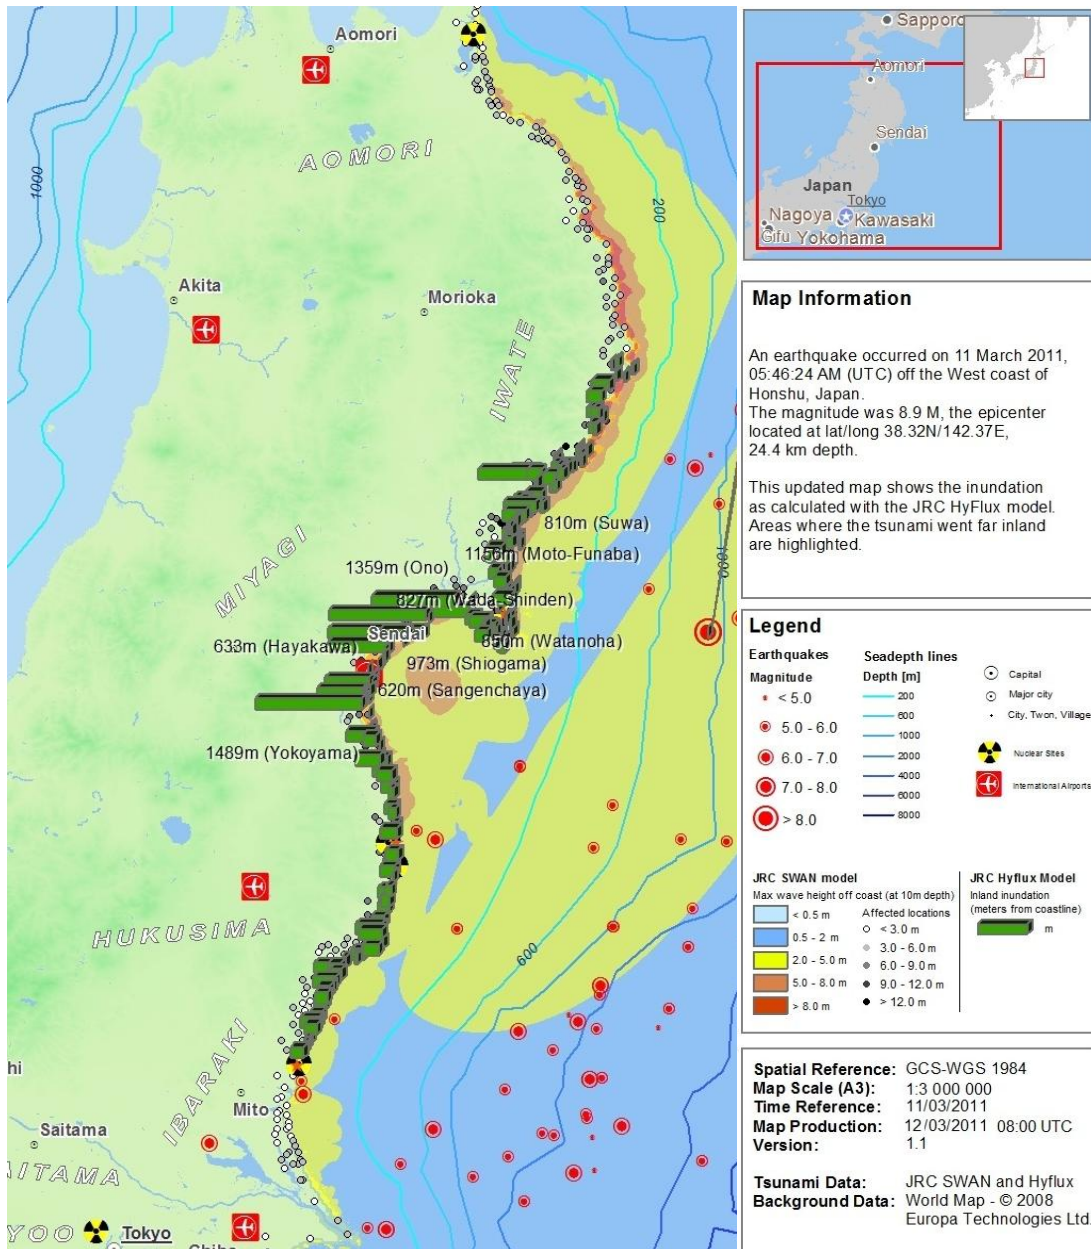 Aomori
AOMORI
1000
200
Akita
Morioka
IWATE
810m (Suwa)
1156m (Moto-Funaba)
1359m (Ono)
827m (Wada-Shinden)
MIYAGI
1000
Sendai
633m (Hayakawa)
850m (Watanoha)
973m (Shiogama)
620m (Sangenchaya)
1489m (Yokoyama)
HUKUSIMA
600
IBARAKI
hi
Mito
Saitama
AITAMA
YOO
Tokyo
Sapporo
Aomori
Sendai
Japan
Tokyo
Nagoya
Kawasaki
Gifu
Yokohama
Map Information
An earthquake occurred on 11 March 2011,
05:46:24 AM (UTC) off the West coast of
Honshu, Japan.
The magnitude was 8.9 M, the epicenter
located at lat/long 38.32N/142.37E,
24.4 km depth.
This updated map shows the inundation
as calculated with the JRC HyFlux model.
Areas where the tsunami went far inland
are highlighted.
Legend
Earthquakes
Magnitude
< 5.0
5.0 - 6.0
6.0 - 7.0
7.0 - 8.0
> 8.0
Seadepth lines
Depth [m]
200
600
1000
2000
4000
6000
8000
Capital
Major city
City, Twon, Village
Nuclear Sites
International Airports
JRC SWAN model
Max wave height off coast (at 10m depth)
< 0.5 m
0.5 - 2 m
2.0 - 5.0 m
5.0 - 8.0 m
> 8.0 m
Affected locations
< 3.0 m
3.0 - 6.0 m
6.0 - 9.0 m
9.0 - 12.0 m
> 12.0 m
JRC Hyflux Model
Inland inundation
(meters from coastline)
m
Spatial Reference: GCS-WGS 1984
Map Scale (A3): 1:3 000 000
Time Reference: 11/03/2011
Map Production: 12/03/2011 08:00 UTC
Version: 1.1
Tsunami Data: JRC SWAN and Hyflux
Background Data: World Map - © 2008
Europa Technologies Ltd.